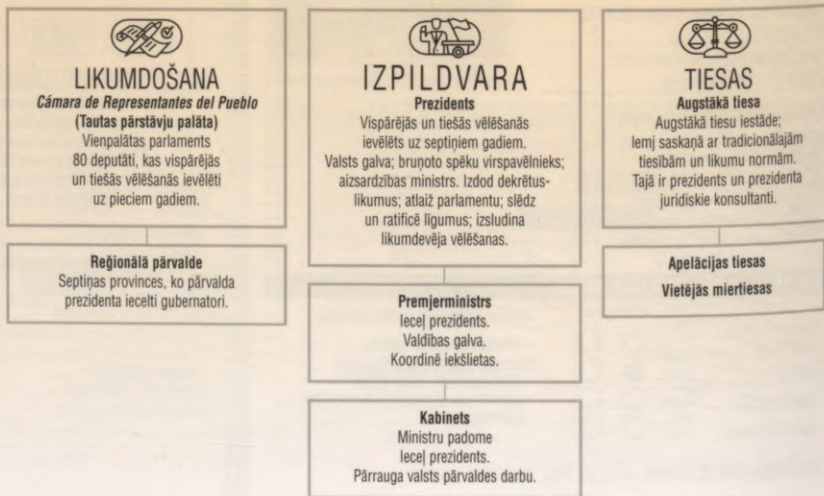 LIKUMDOŠANA
Cámara de Representantes del Pueblo
(Tautas pārstāvju palāta)
Vienpalātas parlaments
80 deputāti, kas vispārējās
un tiešās vēlēšanās ievēlēti
uz pieciem gadiem.
Reģionālā pārvalde
Septiņas provinces, ko pārvalda
prezidenta iecelti gubernatori.
IZPILDVARA
Prezidents
Vispārējās un tiešās vēlēšanās
ievēlēts uz septiņiem gadiem.
Valsts galva; bruņoto spēku virspavēlnieks;
aizsardzības ministrs. Izdod dekrētus-
likumus; atlaiž parlamentu; slēdz
un ratificē līgumus; izsludina
likumdevēja vēlēšanas.
Premjerministrs
Ieceļ prezidents.
Valdības galva.
Koordinē iekšlietas.
Kabinets
Ministru padome
Ieceļ prezidents.
Pārrauga valsts pārvaldes darbu.
TIESAS
Augstākā tiesa
Augstākā tiesu iestāde;
lemj saskaņā ar tradicionālajām
tiesībām un likumu normām.
Tajā ir prezidents un prezidenta
juridiskie konsultanti.
Apelācijas tiesas
Vietējās miertiesas